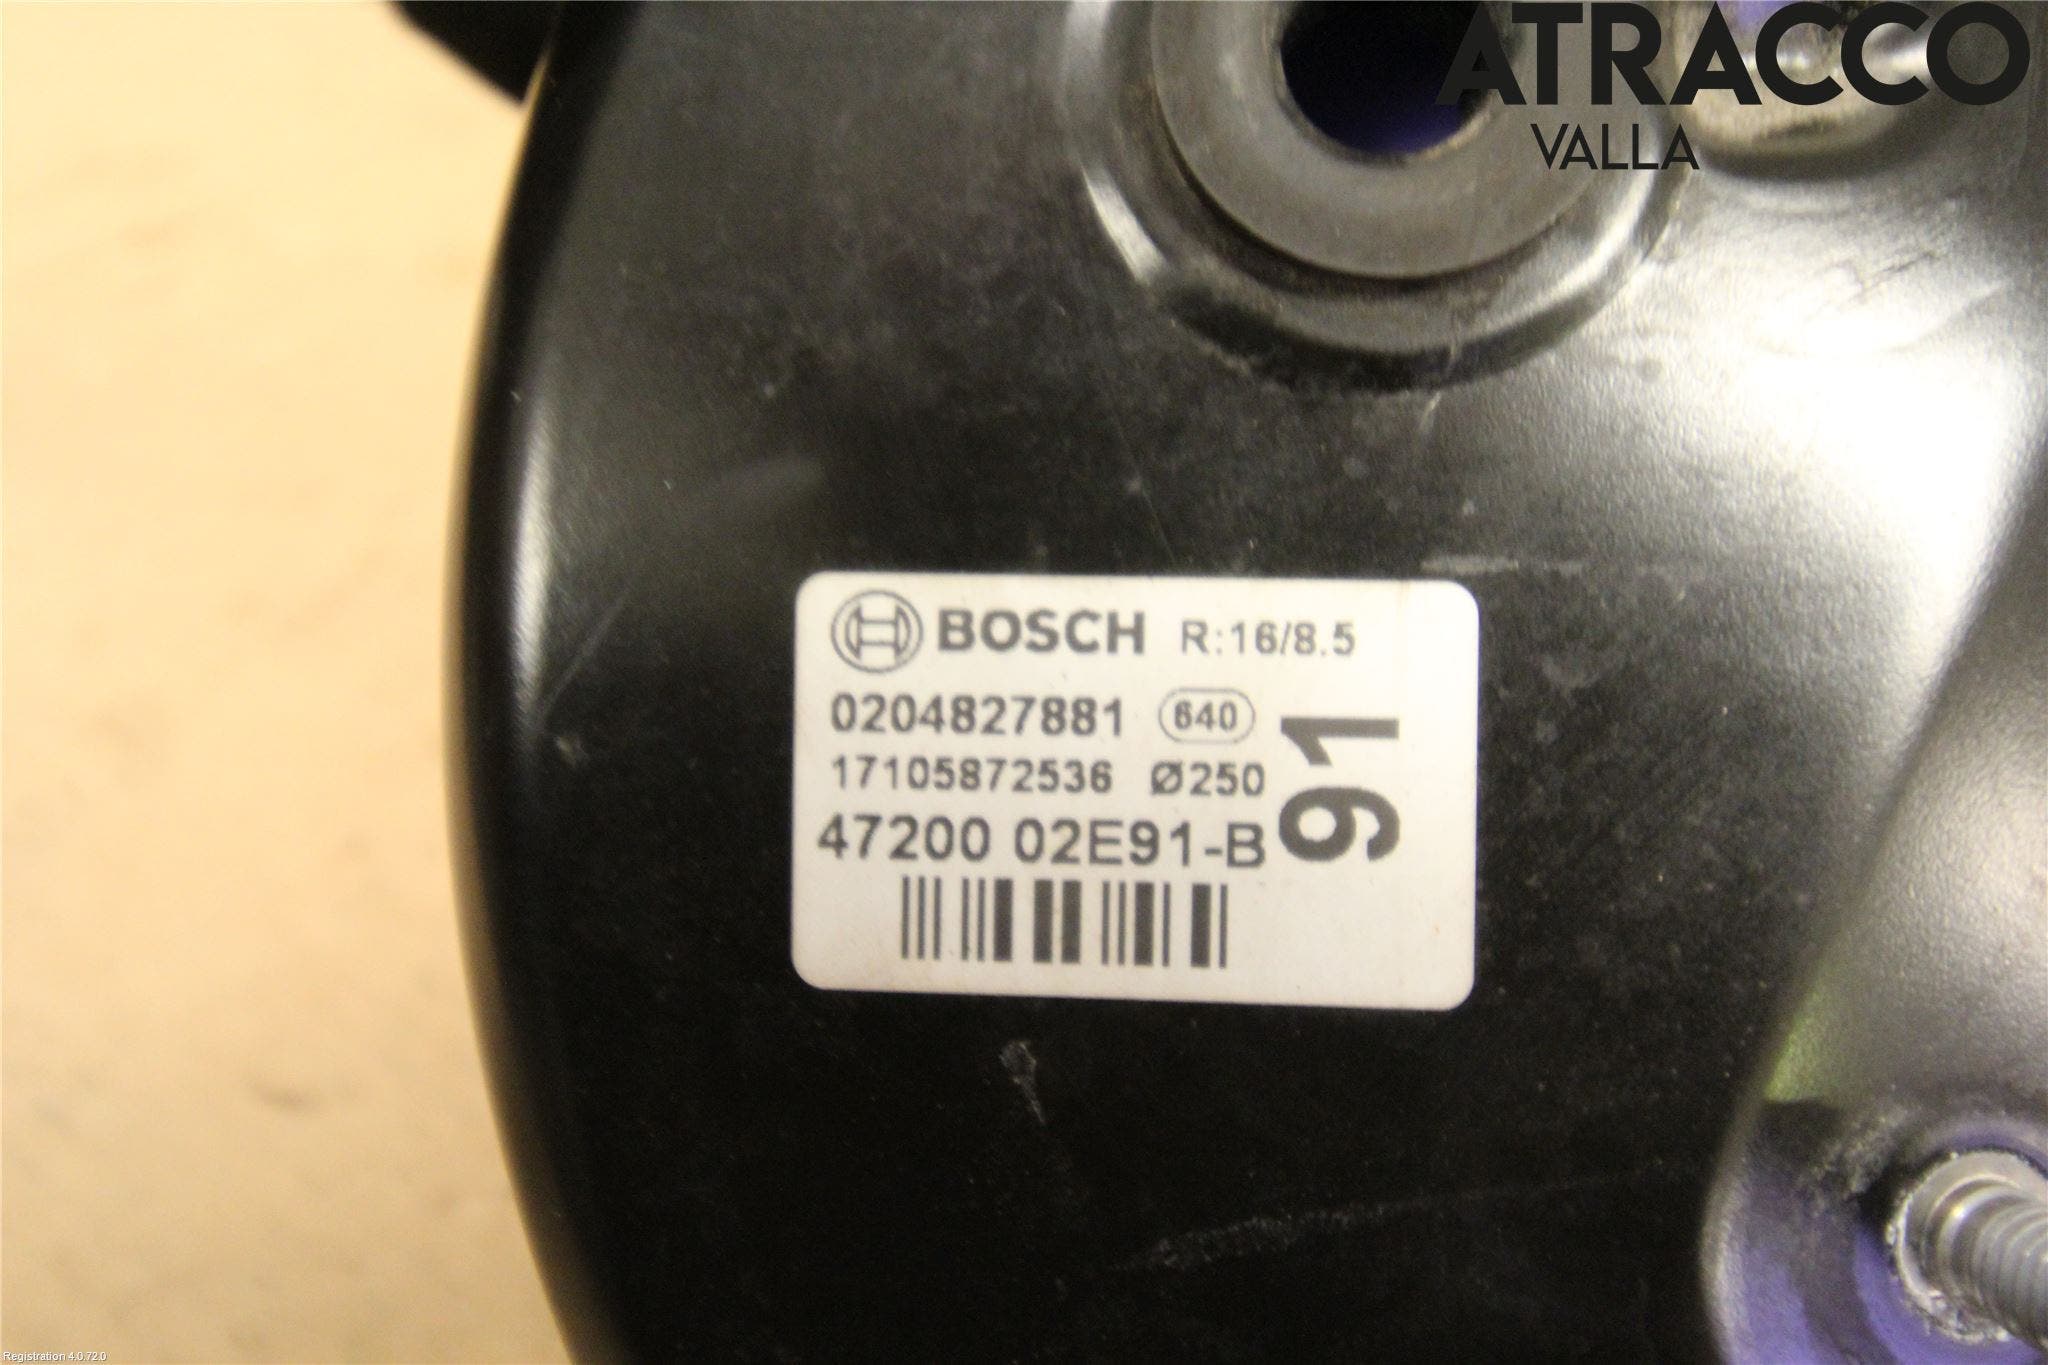 ATRACCO
VALLA
BOSCH R:16/8.5
0204827881 640
17105872536 Ø250
47200 02E91-B
91
Registration 4.0.72.0